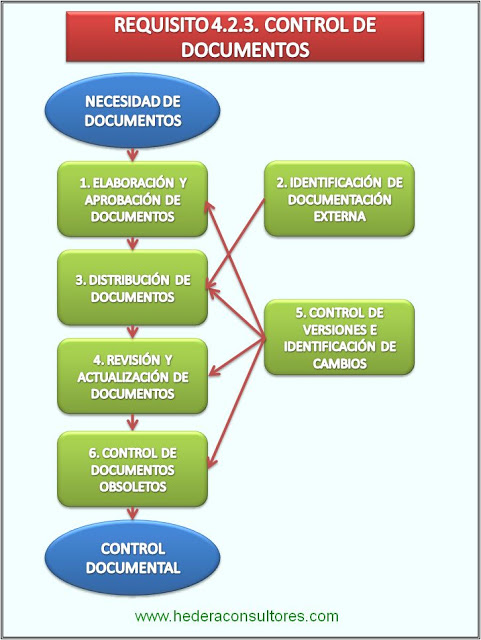 REQUISITO 4.2.3. CONTROL DE
DOCUMENTOS
NECESIDAD DE
DOCUMENTOS
1. ELABORACIÓN Y
APROBACIÓN DE
DOCUMENTOS
2. IDENTIFICACIÓN DE
DOCUMENTACIÓN
EXTERNA
3. DISTRIBUCIÓN DE
DOCUMENTOS
4. REVISIÓN Y
ACTUALIZACIÓN DE
DOCUMENTOS
5. CONTROL DE
VERSIONES E
IDENTIFICACIÓN DE
CAMBIOS
6. CONTROL DE
DOCUMENTOS
OBSOLETOS
CONTROL
DOCUMENTAL
www.hederaconsultores.com